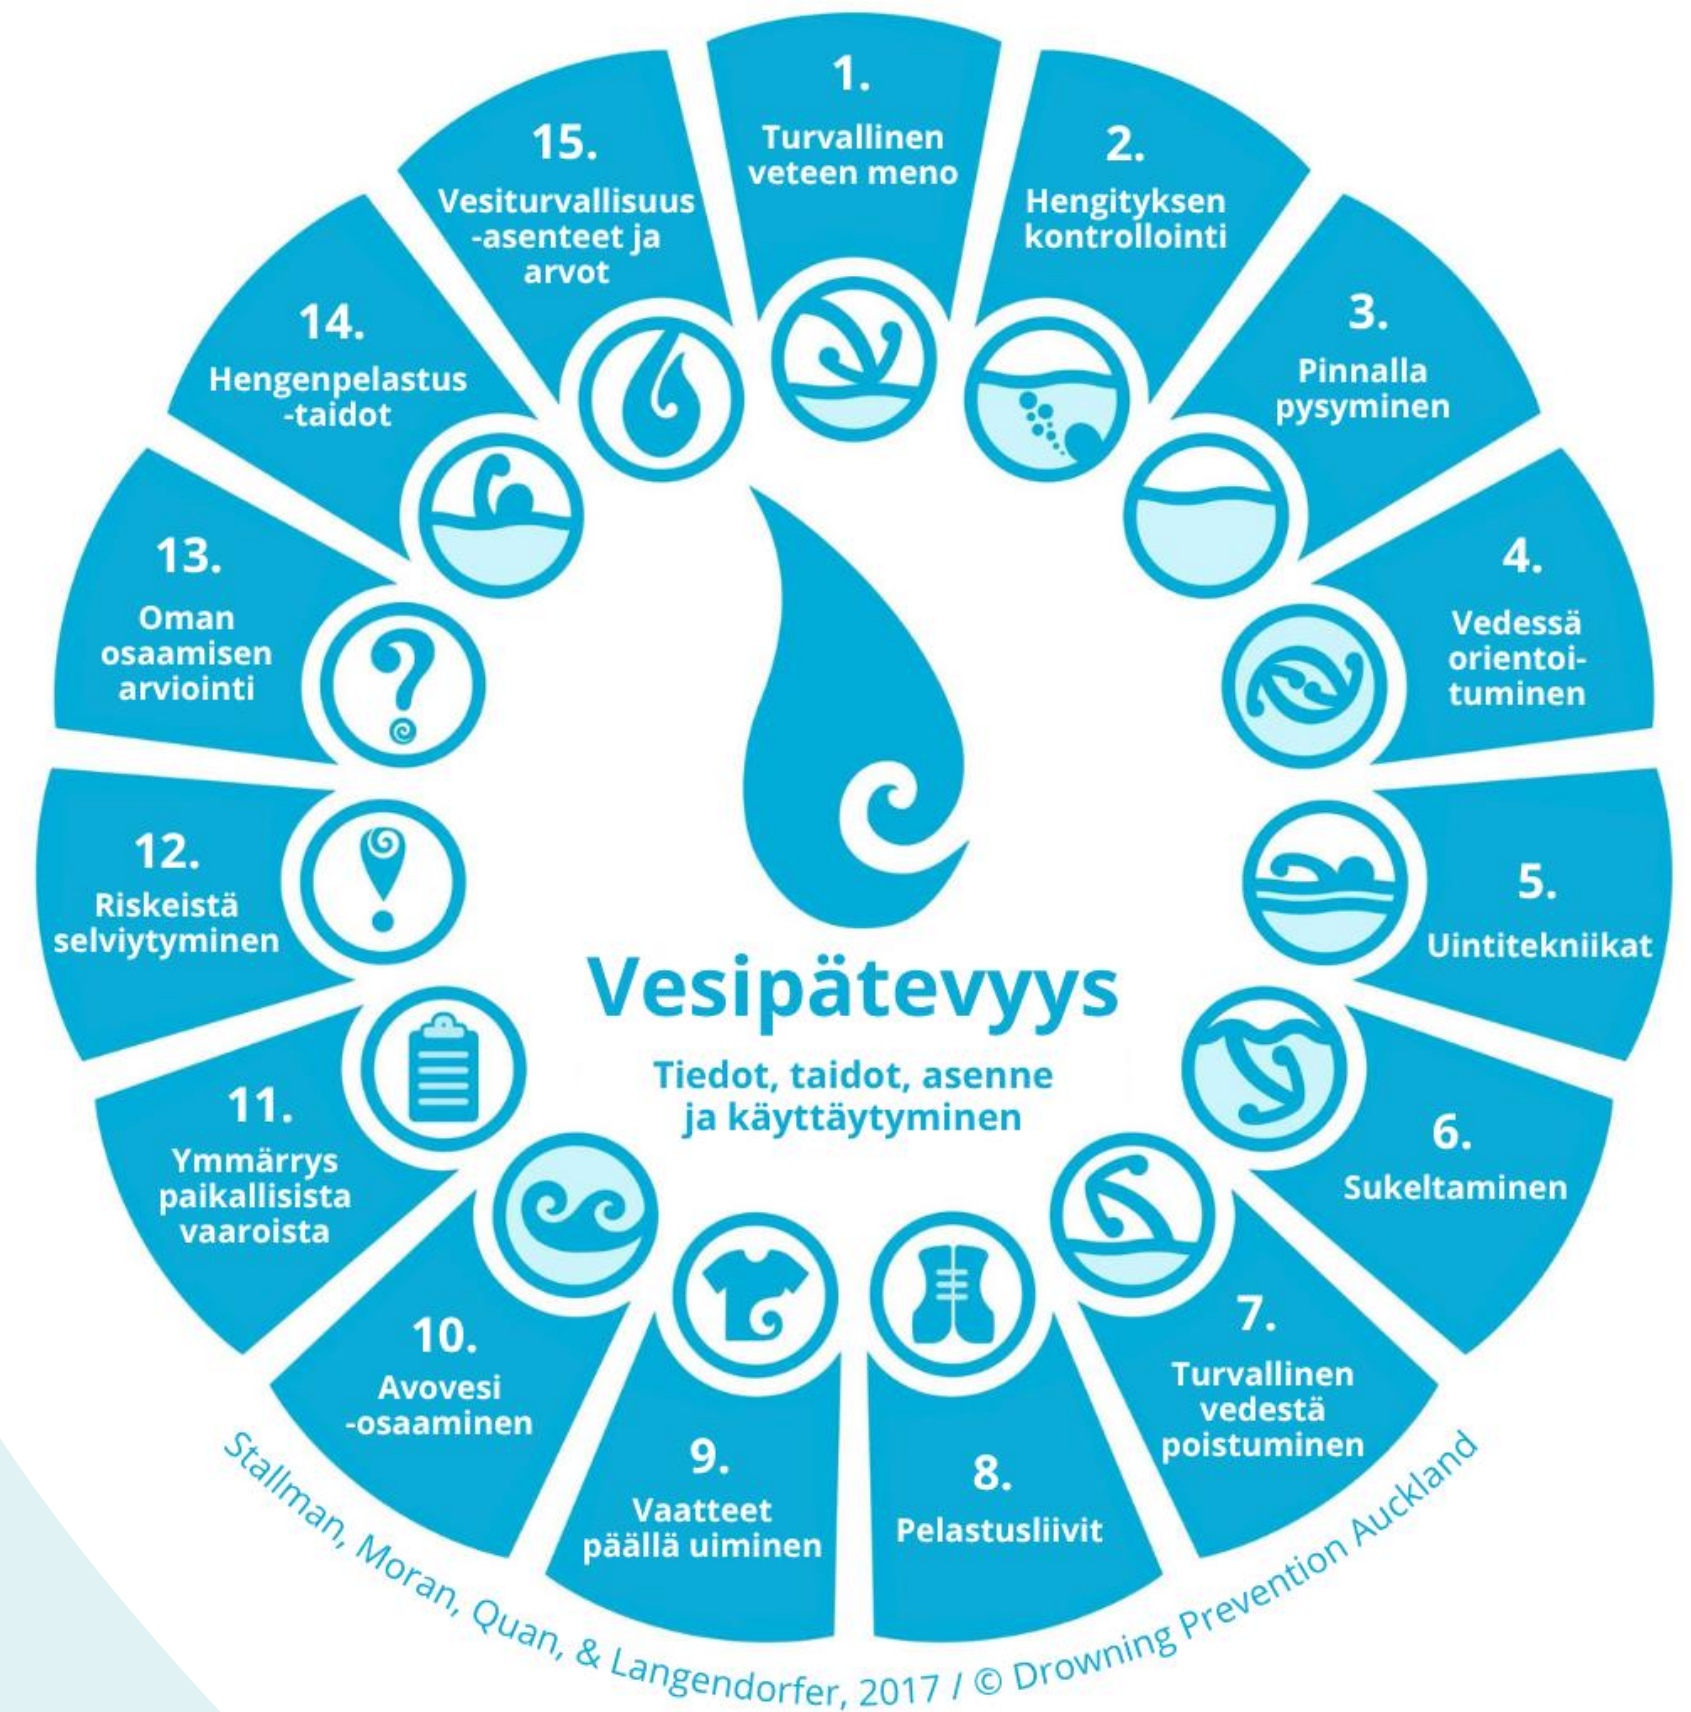 1.
Turvallinen
veteen meno
2.
Hengityksen
kontrollointi
3.
Pinnalla
pysyminen
4.
Vedessä
orientoi-
tuminen
5.
Uintitekniikat
6.
Sukeltaminen
7.
Turvallinen
vedestä
poistuminen
8.
Pelastusliivit
9.
Vaatteet
päällä uiminen
10.
Avovesi
-osaaminen
11.
Ymmärrys
paikallisista
vaaroista
12.
Riskeistä
selviytyminen
13.
Oman
osaamisen
arviointi
14.
Hengenpelastus
-taidot
15.
Vesiturvallisuus
-asenteet ja
arvot
Vesipätevyys
Tiedot, taidot, asenne
ja käyttäytyminen
Stallman, Moran, Quan, & Langendorfer, 2017 / © Drowning Prevention Auckland